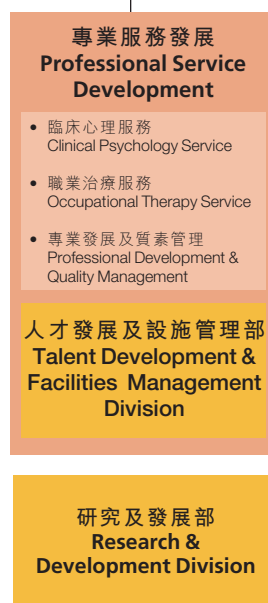 專業服務發展
Professional Service
Development
• 臨床心理服務
Clinical Psychology Service
• 職業治療服務
Occupational Therapy Service
• 專業發展及質素管理
Professional Development &
Quality Management
人才發展及設施管理部
Talent Development &
Facilities Management
Division
研究及發展部
Research &
Development Division